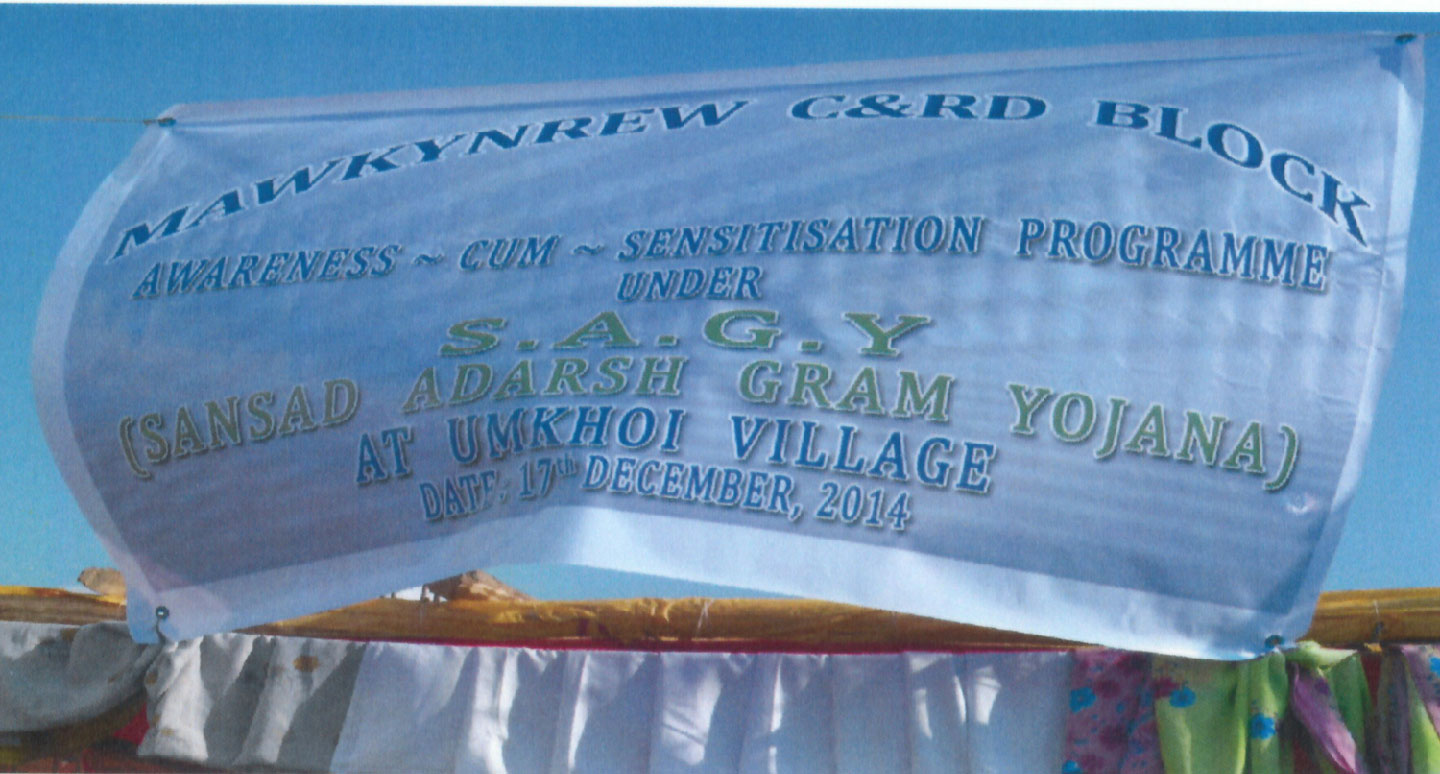 MAWKYNREW C&RD BLOCK
AWARENESS ~ CUM ~ SENSITISATION PROGRAMME
UNDER
S.A.G.Y
(SANSAD ADARSH GRAM YOJANA)
AT UMKHOI VILLAGE
DATE: 17th DECEMBER, 2014